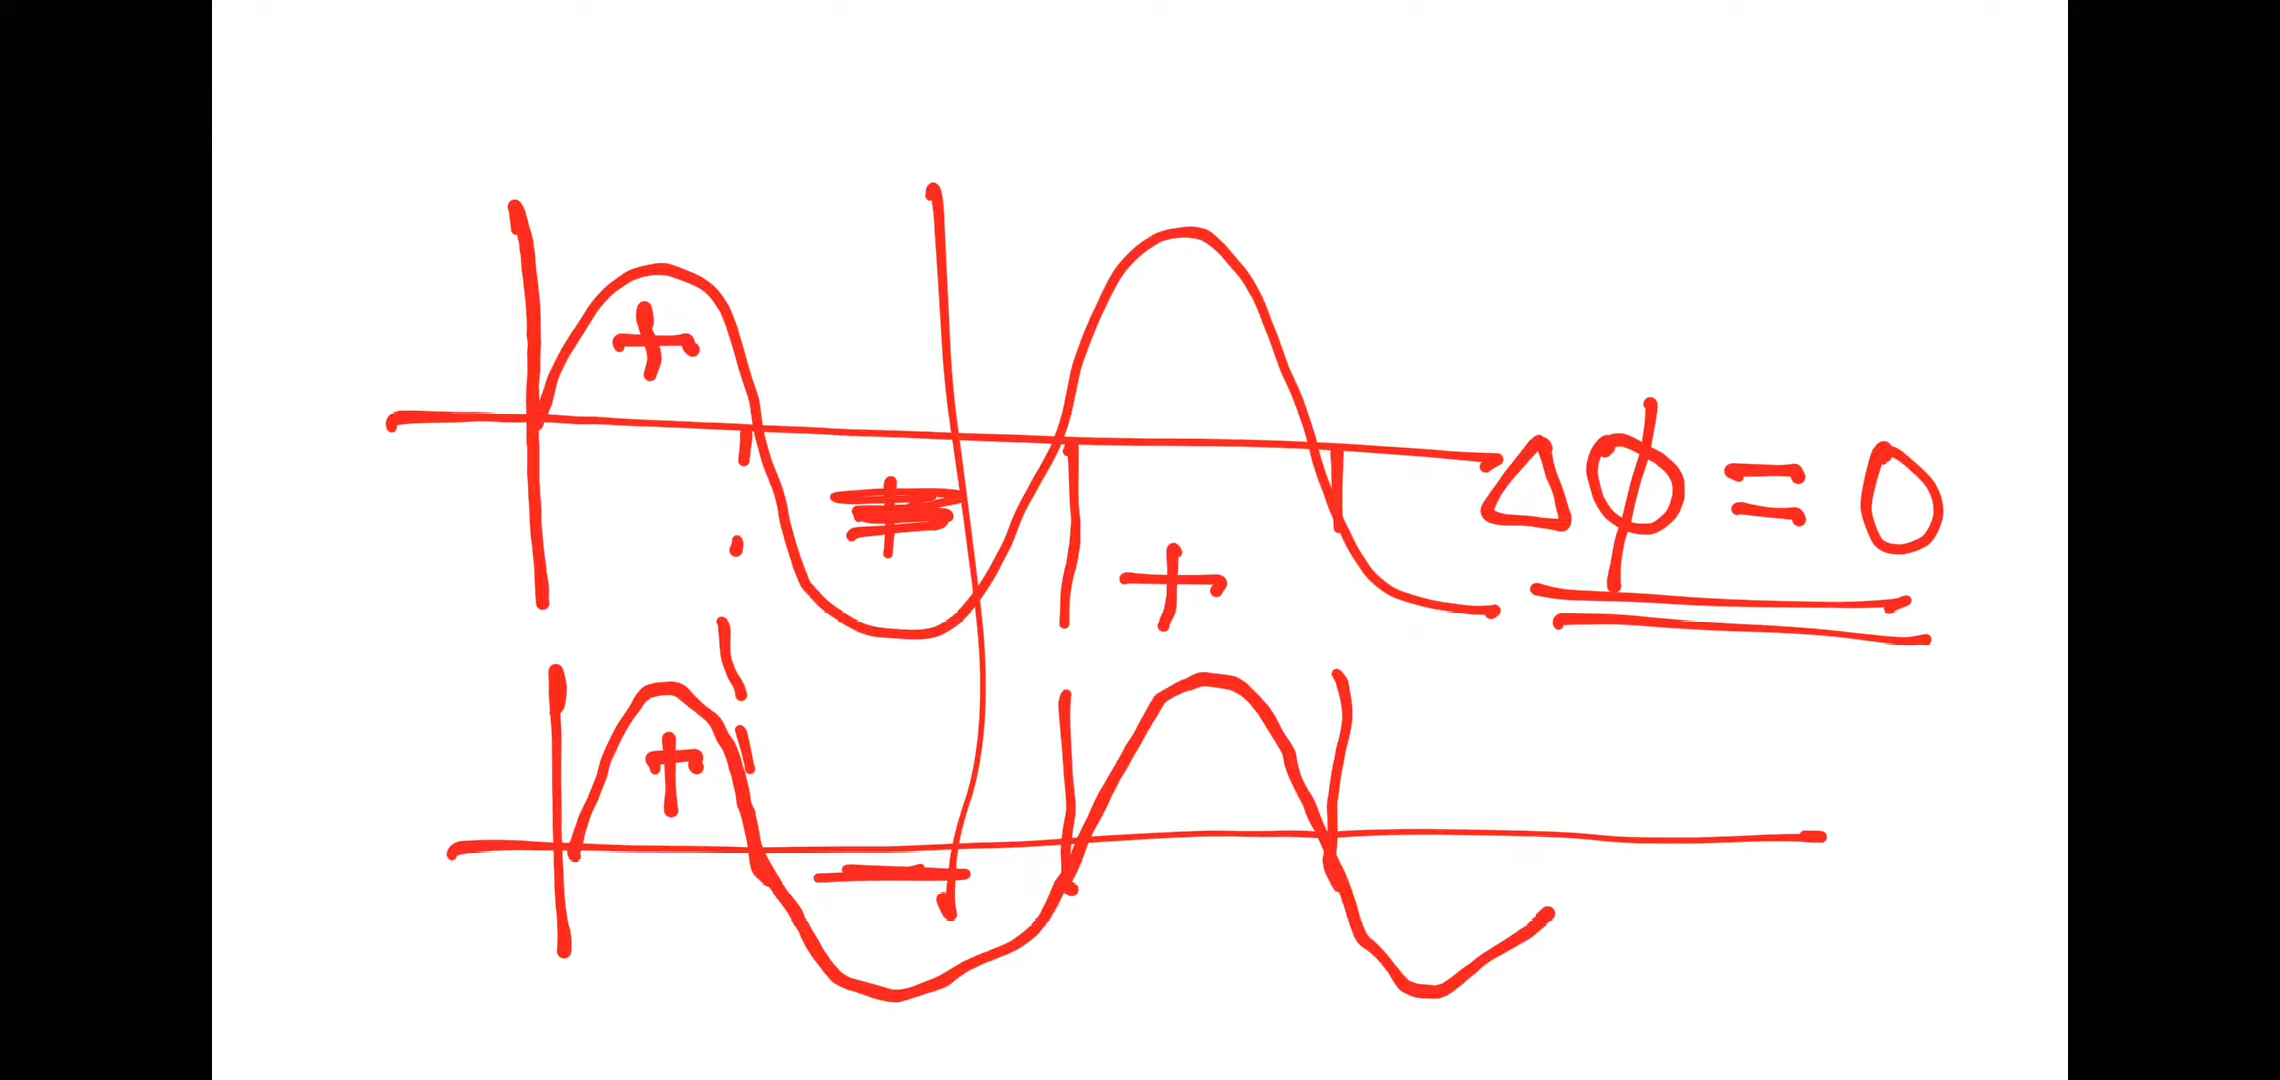 +
Δϕ = 0
+
+
−